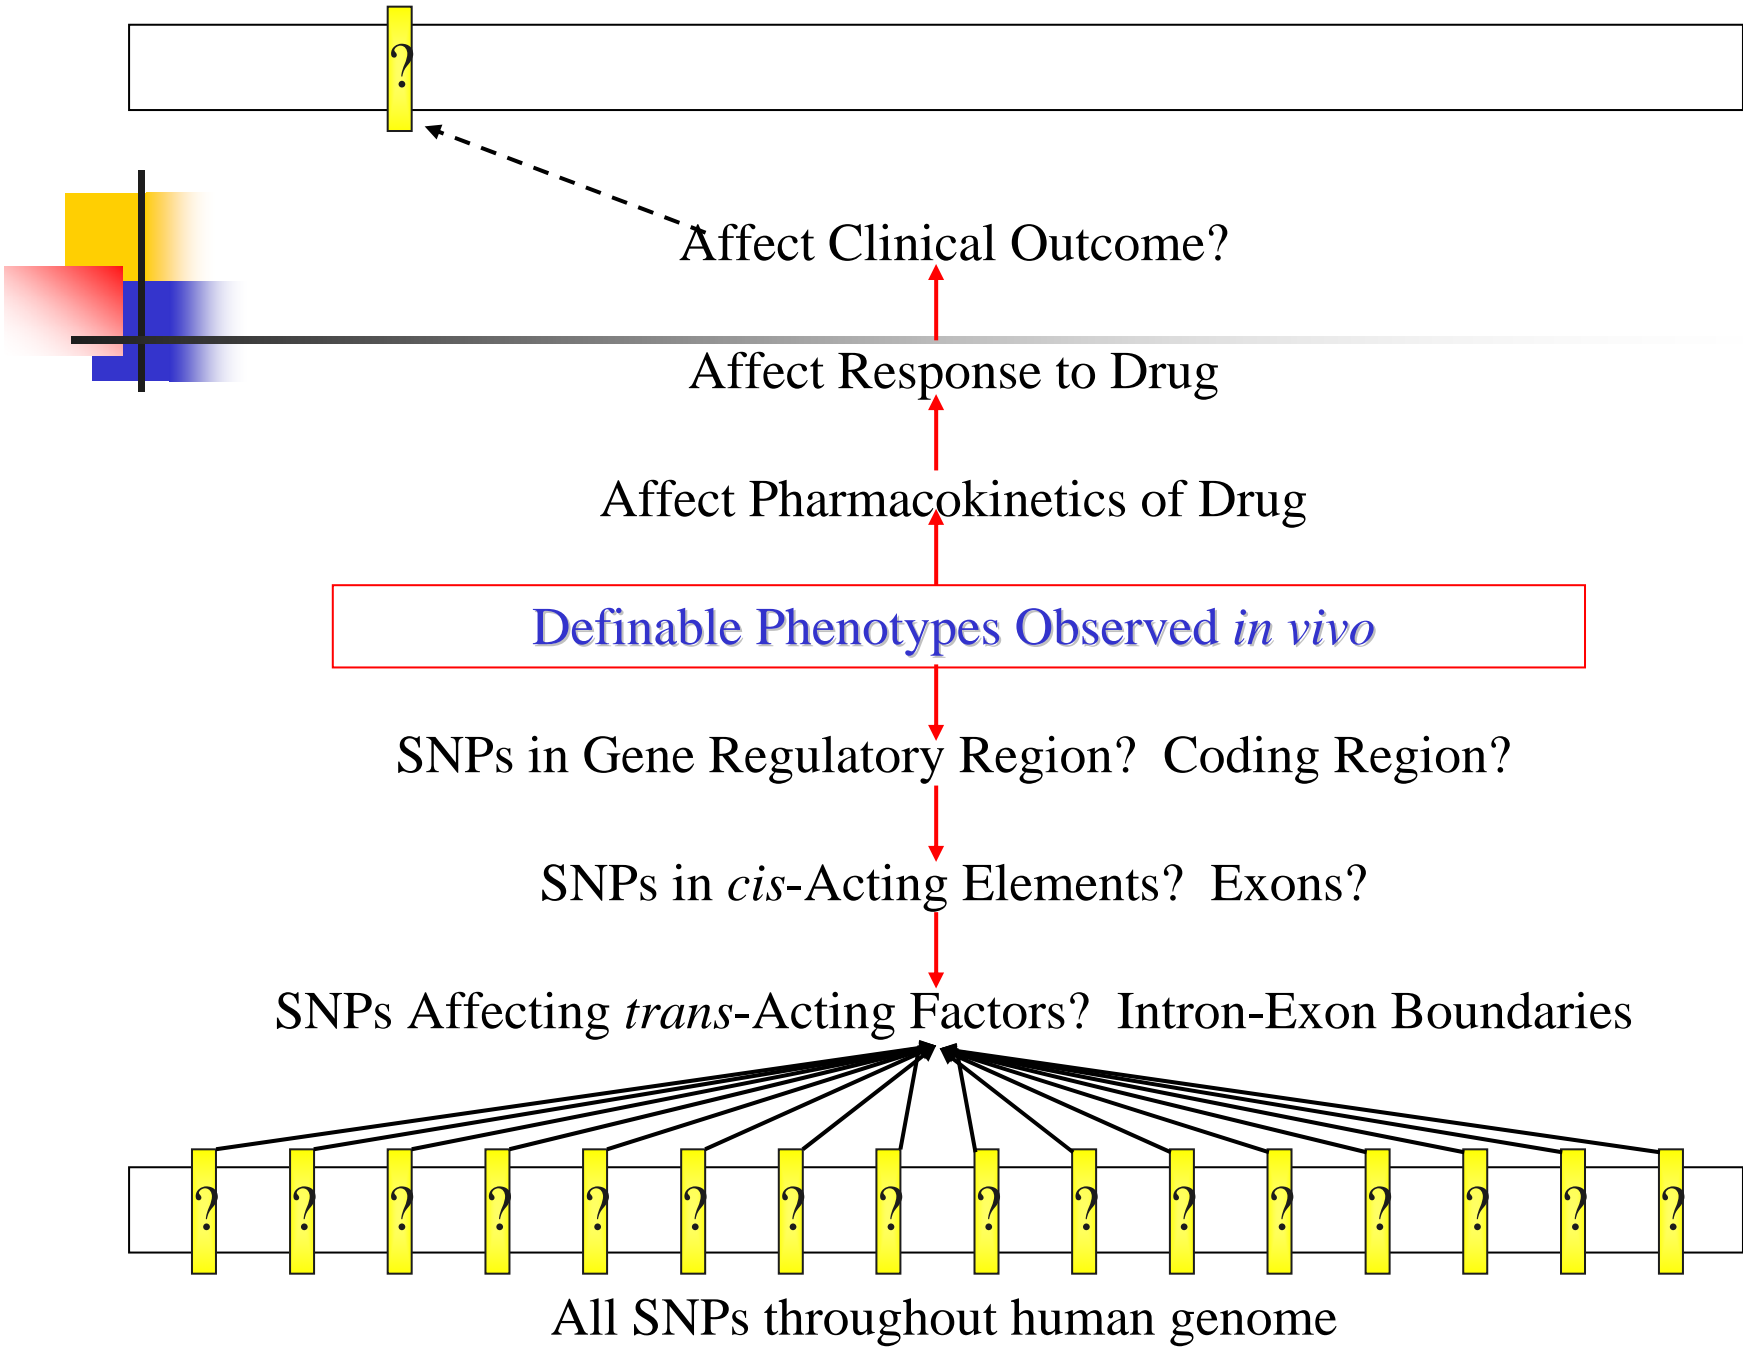 ?
Affect Clinical Outcome?
Affect Response to Drug
Affect Pharmacokinetics of Drug
Definable Phenotypes Observed in vivo
SNPs in Gene Regulatory Region?  Coding Region?
SNPs in cis-Acting Elements?  Exons?
SNPs Affecting trans-Acting Factors?  Intron-Exon Boundaries
? ? ? ? ? ? ? ? ? ? ? ? ? ? ? ?
All SNPs throughout human genome